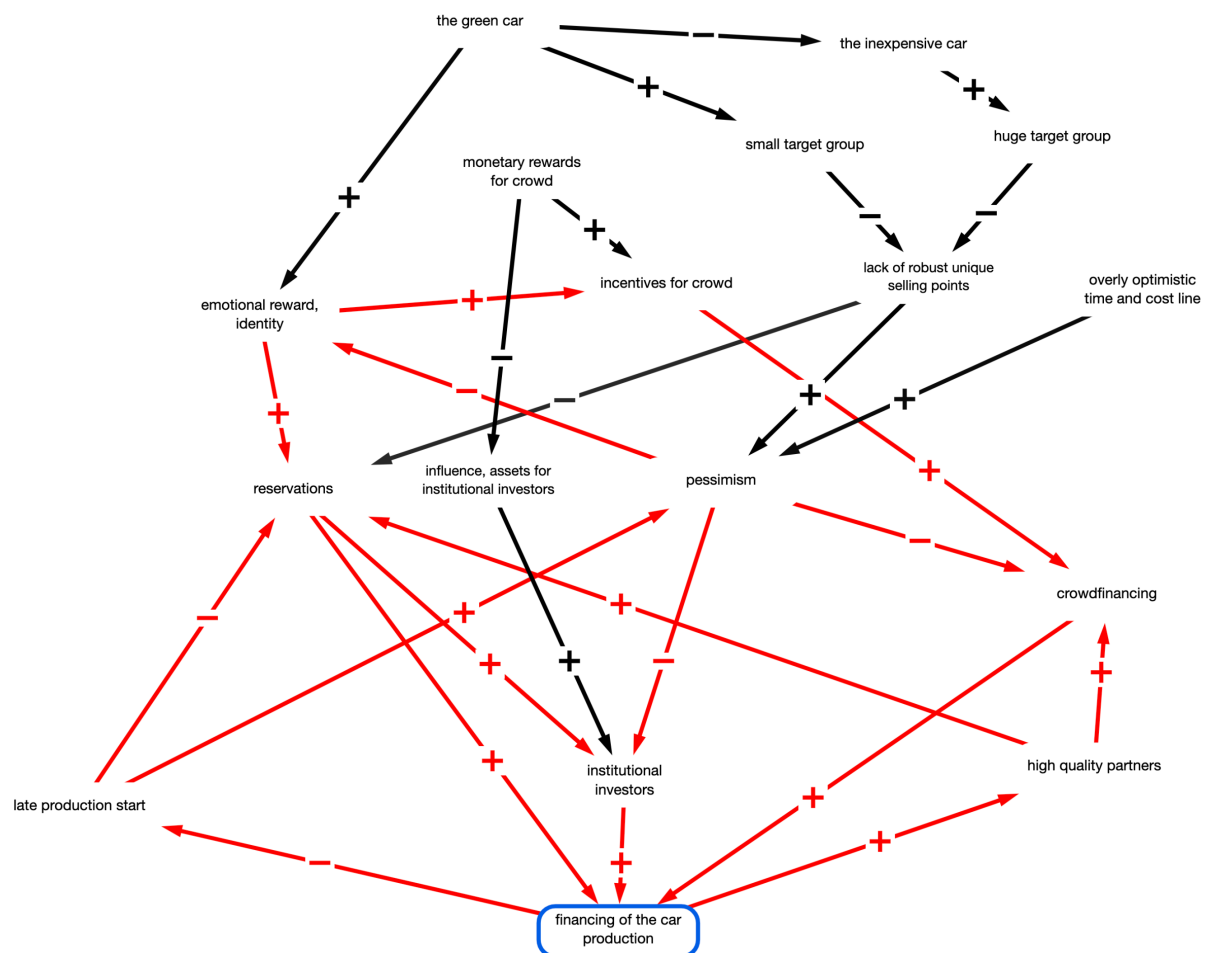 the green car
the inexpensive car
small target group
huge target group
monetary rewards
for crowd
incentives for crowd
lack of robust unique
selling points
overly optimistic
time and cost line
emotional reward,
identity
reservations
influence, assets for
institutional investors
pessimism
crowdfinancing
institutional
investors
high quality partners
late production start
financing of the car
production